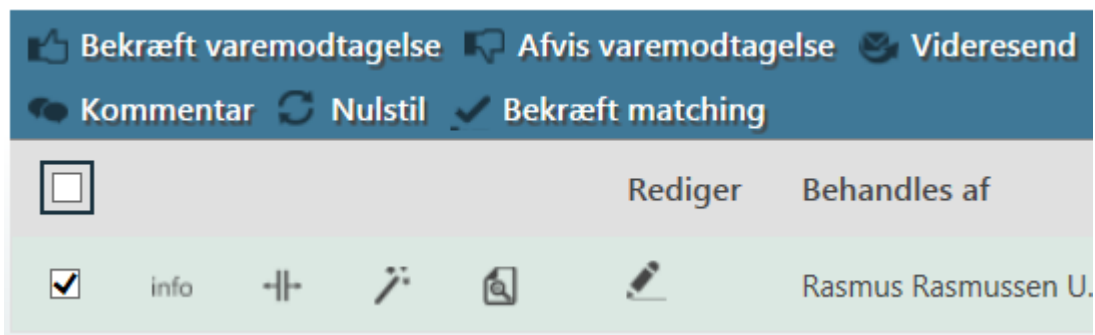 Bekræft varemodtagelse Afvis varemodtagelse Videresend
Kommentar Nulstil Bekræft matching
Rediger Behandles af
info Rasmus Rasmussen U.